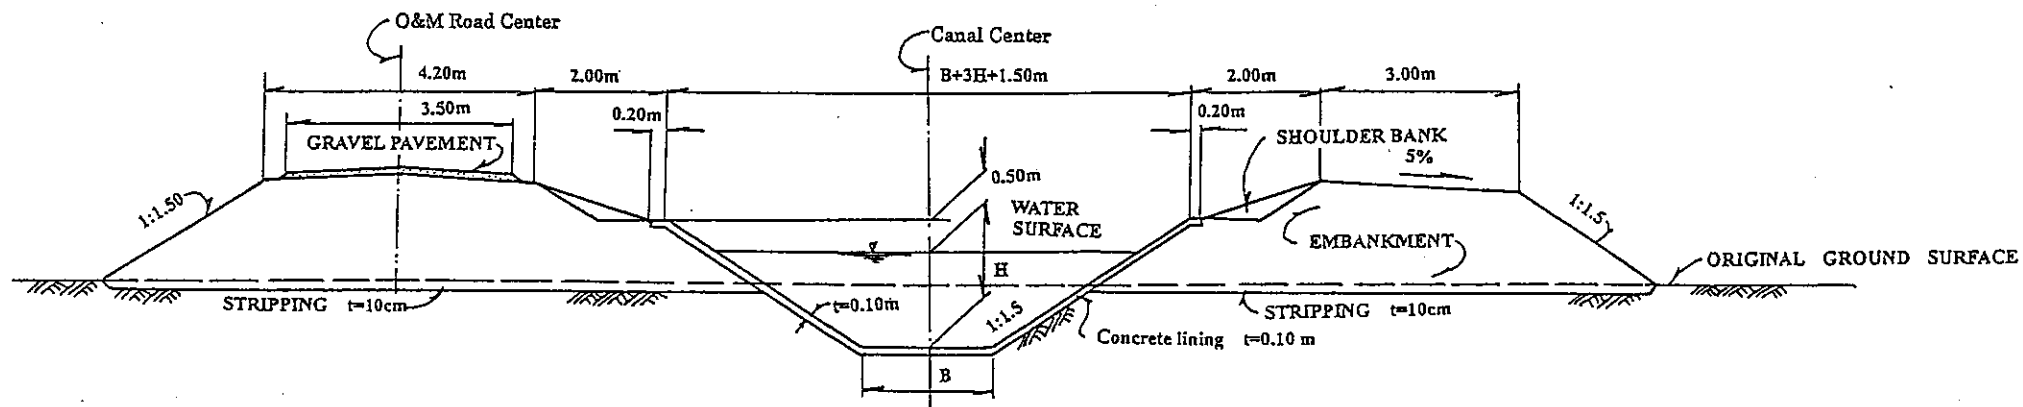 O&M Road Center
Canal Center
4.20m
2.00m
B+3H+1.50m
2.00m
3.00m
3.50m
0.20m
0.20m
GRAVEL PAVEMENT
SHOULDER BANK
5%
0.50m
1:1.50
WATER
SURFACE
1:1.5
EMBANKMENT
ORIGINAL GROUND SURFACE
H
STRIPPING t=10cm
t=0.10m
1:1.5
STRIPPING t=10cm
Concrete lining t=0.10 m
B